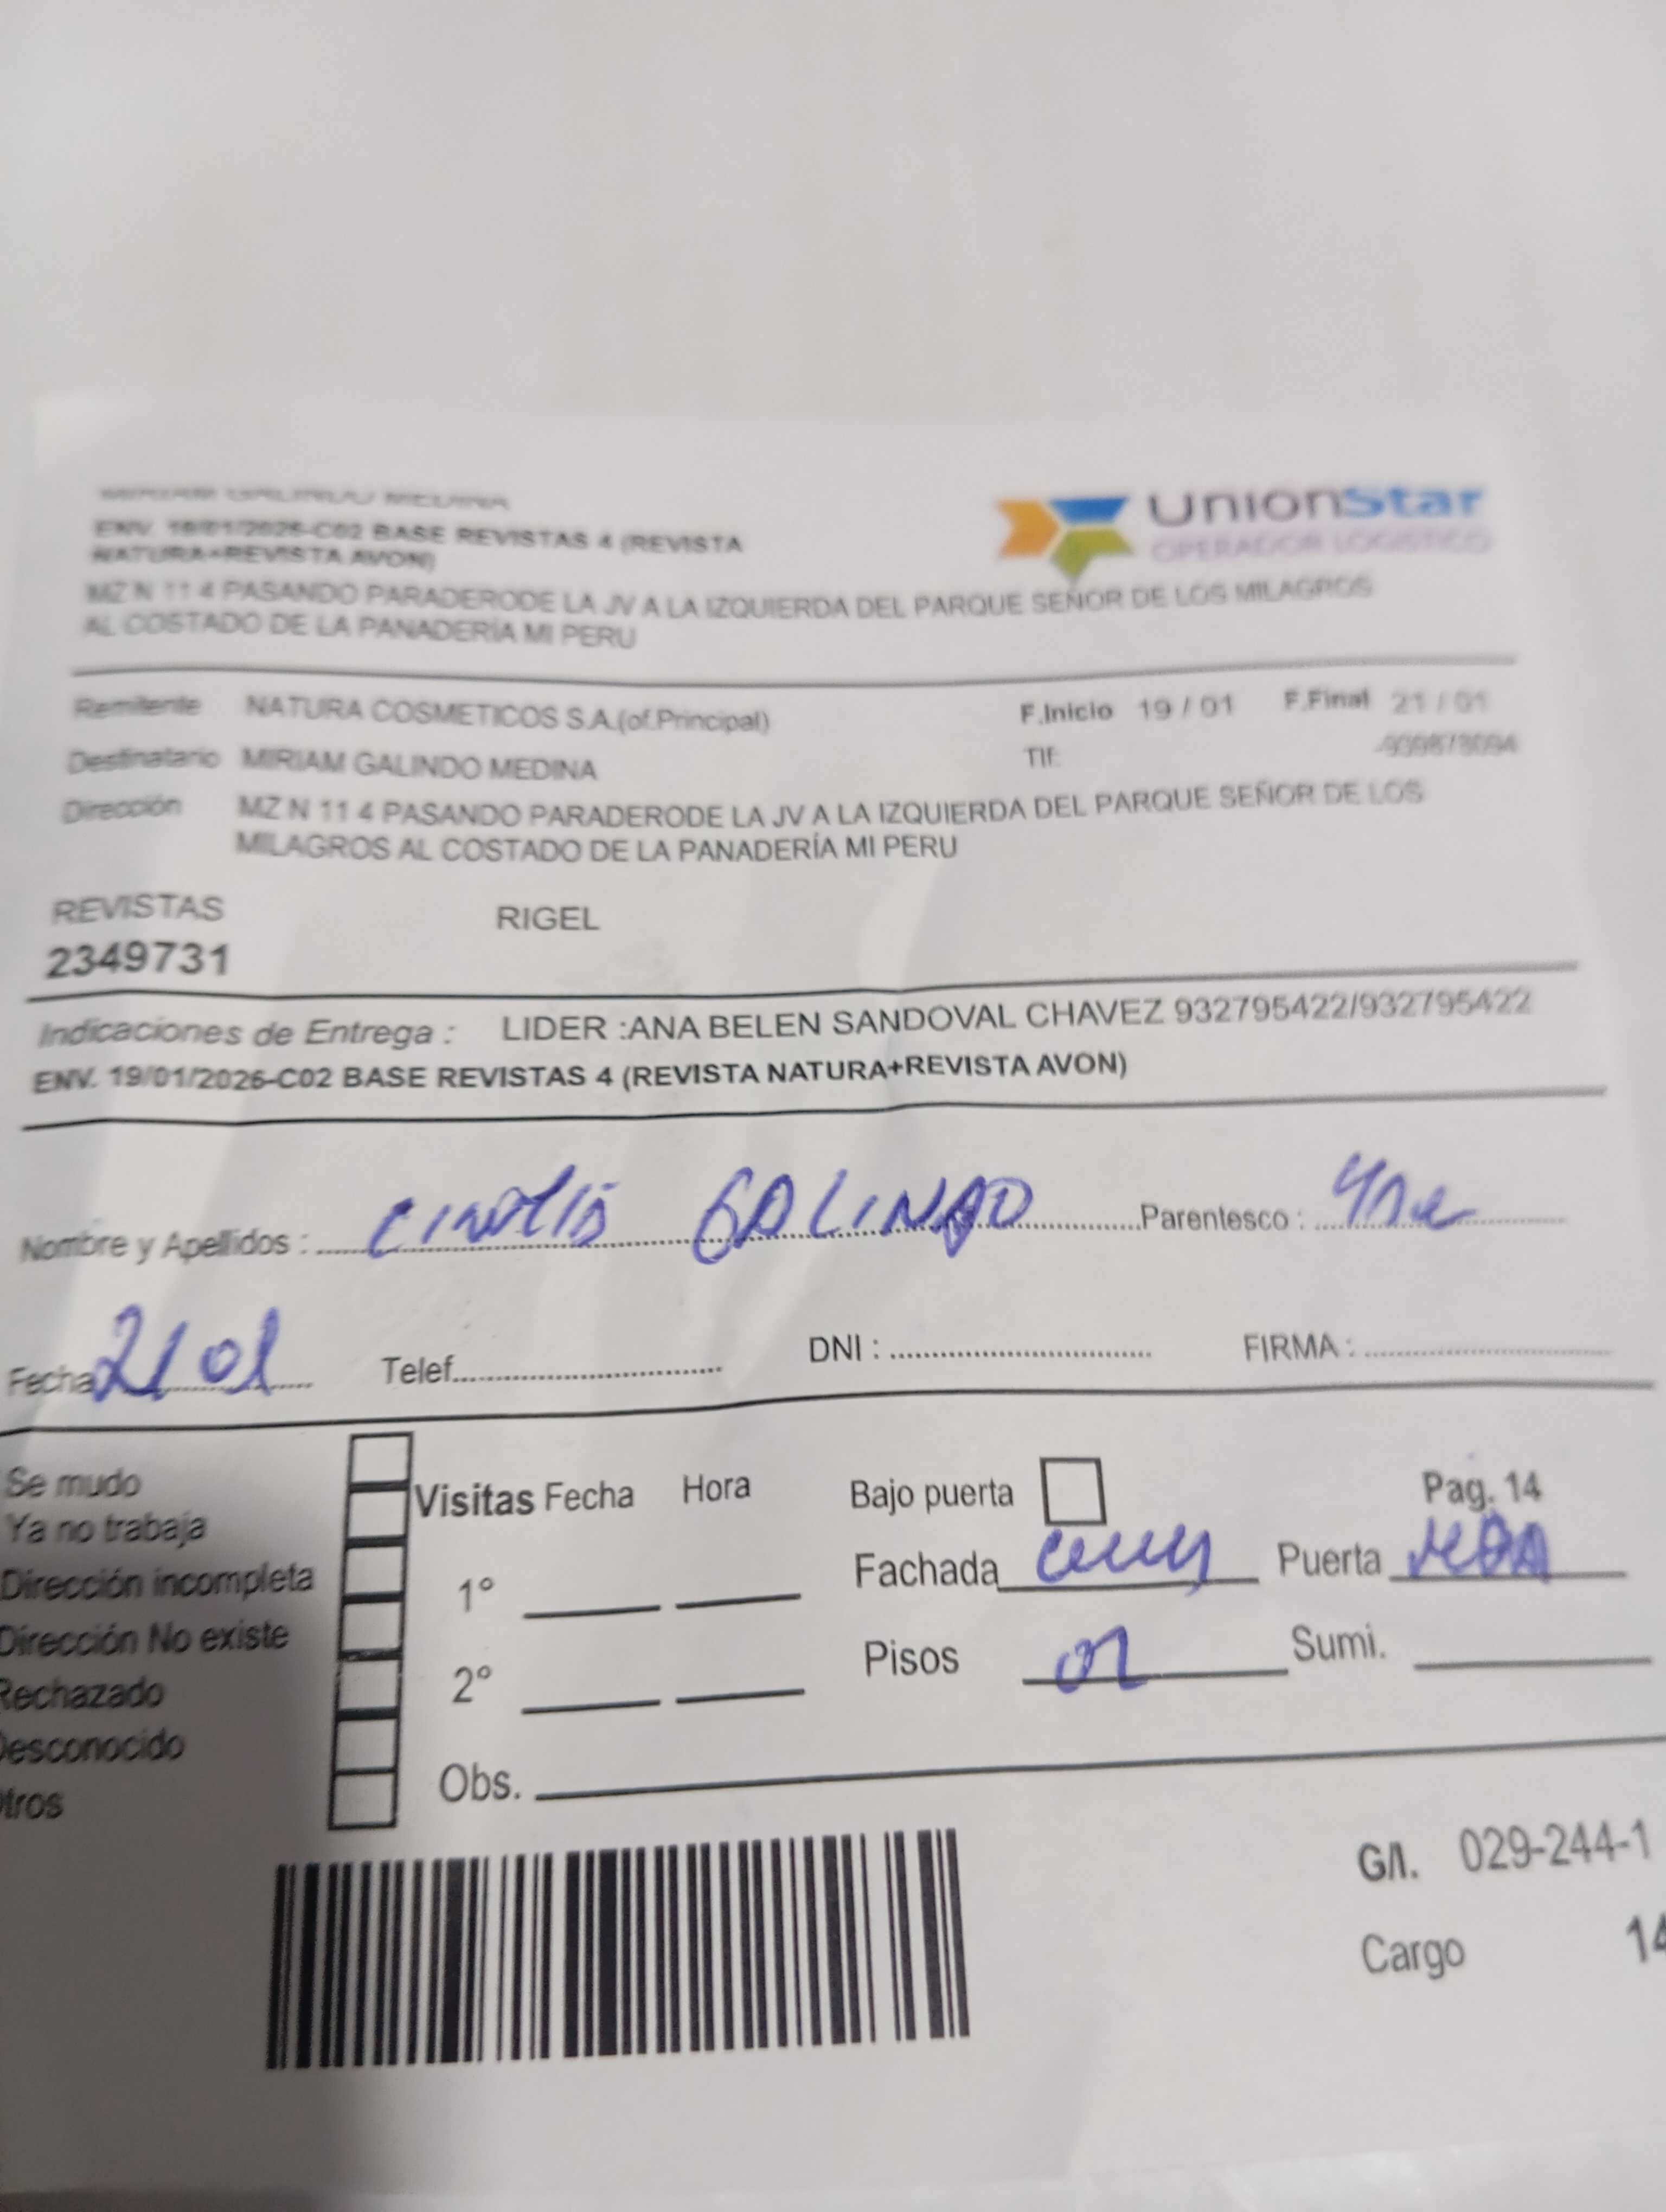 MIRIAM GALINDO MEDINA
ENV. 19/01/2026-C02 BASE REVISTAS 4 (REVISTA
NATURA+REVISTA AVON)
UnionStar
OPERADOR LOGISTICO
MZ N 11 4 PASANDO PARADERODE LA JV A LA IZQUIERDA DEL PARQUE SEÑOR DE LOS MILAGROS
AL COSTADO DE LA PANADERÍA MI PERU
Remitente NATURA COSMETICOS S.A.(of.Principal) F.Inicio 19 / 01 F.Final 21 / 01
Destinatario MIRIAM GALINDO MEDINA Tlf:
Dirección MZ N 11 4 PASANDO PARADERODE LA JV A LA IZQUIERDA DEL PARQUE SEÑOR DE LOS
MILAGROS AL COSTADO DE LA PANADERÍA MI PERU
REVISTAS RIGEL
2349731
Indicaciones de Entrega : LIDER :ANA BELEN SANDOVAL CHAVEZ 932795422/932795422
ENV. 19/01/2026-C02 BASE REVISTAS 4 (REVISTA NATURA+REVISTA AVON)
Nombre y Apellidos : GALINDO Parentesco :
Fecha 21 01 Telef. DNI : FIRMA :
Se mudo
Ya no trabaja
Dirección incompleta
Dirección No existe
Rechazado
Desconocido
Otros
Visitas Fecha Hora
1°
2°
Obs.
Bajo puerta Pag. 14
Fachada Puerta
Pisos 02 Sumi.
G/I. 029-244-1
Cargo 14